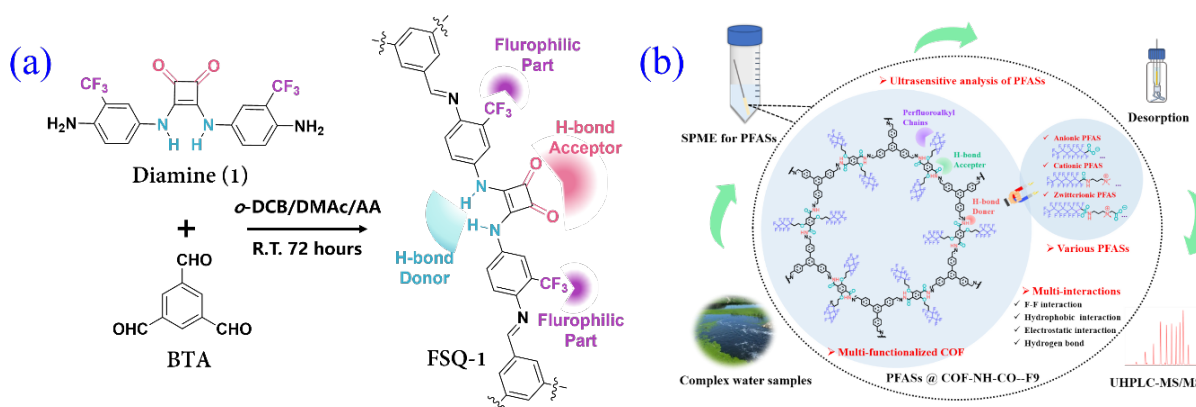 (a)
CF₃
O O
CF₃
H₂N
N N
H H
NH₂
Diamine (1)
+
CHO
OHC
CHO
BTA
o-DCB/DMAc/AA
R.T. 72 hours
Flurophilic
Part
N
CF₃
H-bond
Acceptor
N
H
O
O
H
N
H-bond
Donor
CF₃
N
Flurophilic
Part
FSQ-1
(b)
SPME for PFASs
➤ Ultrasensitive analysis of PFASs
Desorption
Perfluoroalkyl
Chains
H-bond
Accepter
H-bond
Donor
➤ Anionic PFAS
➤ Cationic PFAS
➤ Zwitterionic PFAS
➤ Various PFASs
➤ Multi-interactions
✓ F-F interaction
✓ Hydrophobic interaction
✓ Electrostatic interaction
✓ Hydrogen bond
➤ Multi-functionalized COF
PFASs @ COF-NH-CO--F9
Complex water samples
UHPLC-MS/M